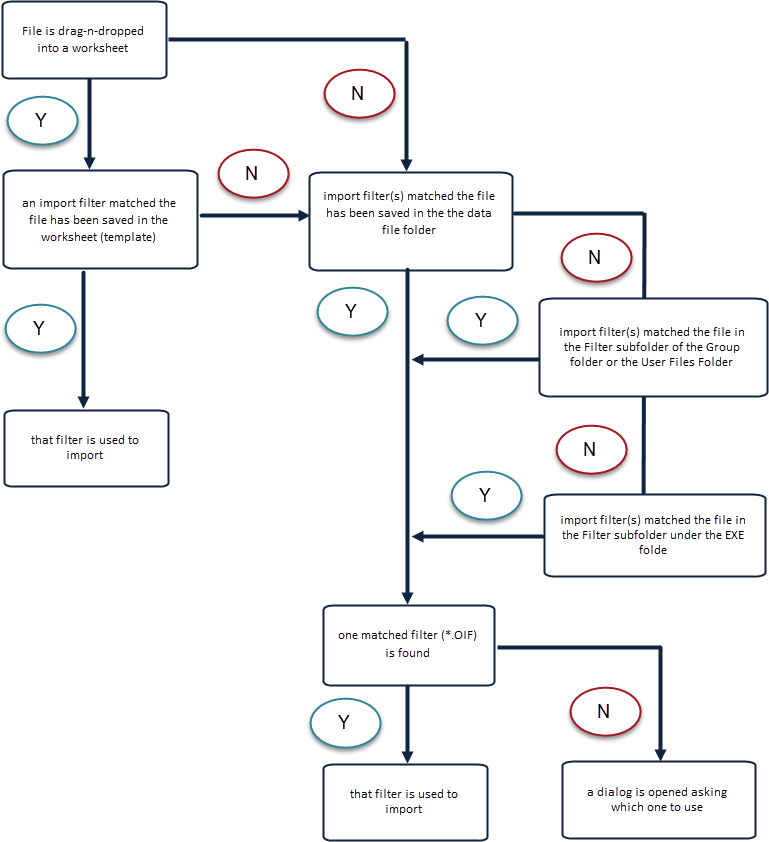 File is drag-n-dropped
into a worksheet
N
Y
an import filter matched the
file has been saved in the
worksheet (template)
N
import filter(s) matched the file
has been saved in the the data
file folder
N
Y
Y
Y
import filter(s) matched the file in
the Filter subfolder of the Group
folder or the User Files Folder
that filter is used to
import
N
Y
import filter(s) matched the file in
the Filter subfolder under the EXE
folde
one matched filter (*.OIF)
is found
Y
N
that filter is used to
import
a dialog is opened asking
which one to use